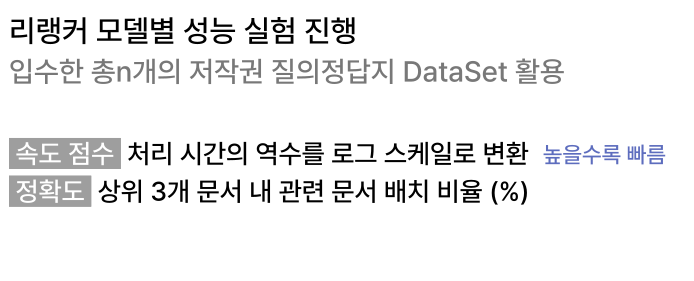 리랭커 모델별 성능 실험 진행
입수한 총n개의 저작권 질의정답지 DataSet 활용
속도 점수 처리 시간의 역수를 로그 스케일로 변환 높을수록 빠름
정확도 상위 3개 문서 내 관련 문서 배치 비율 (%)